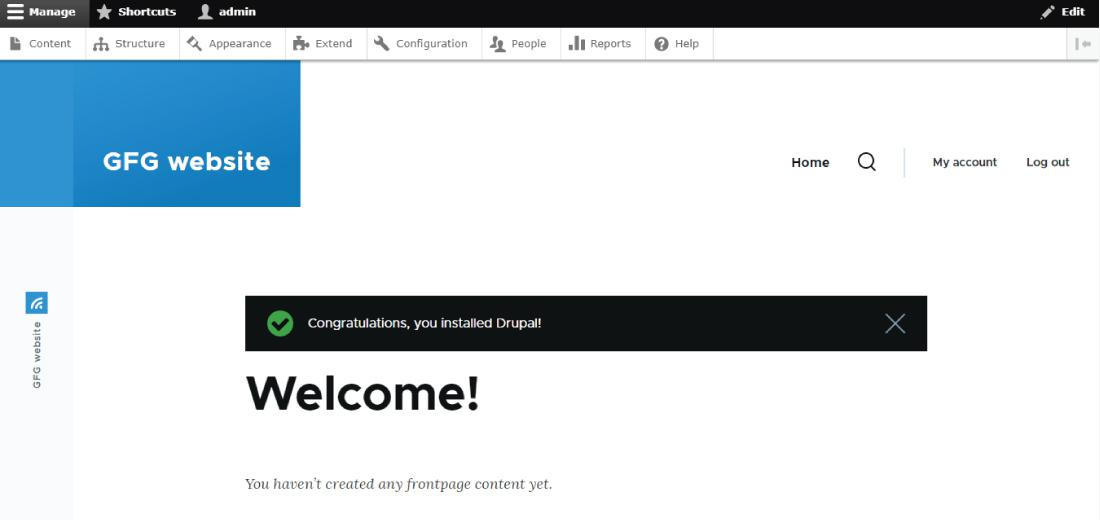 Manage Shortcuts admin Edit
Content Structure Appearance Extend Configuration People Reports Help
GFG website
Home My account Log out
GFG website
Congratulations, you installed Drupal!
Welcome!
You haven't created any frontpage content yet.